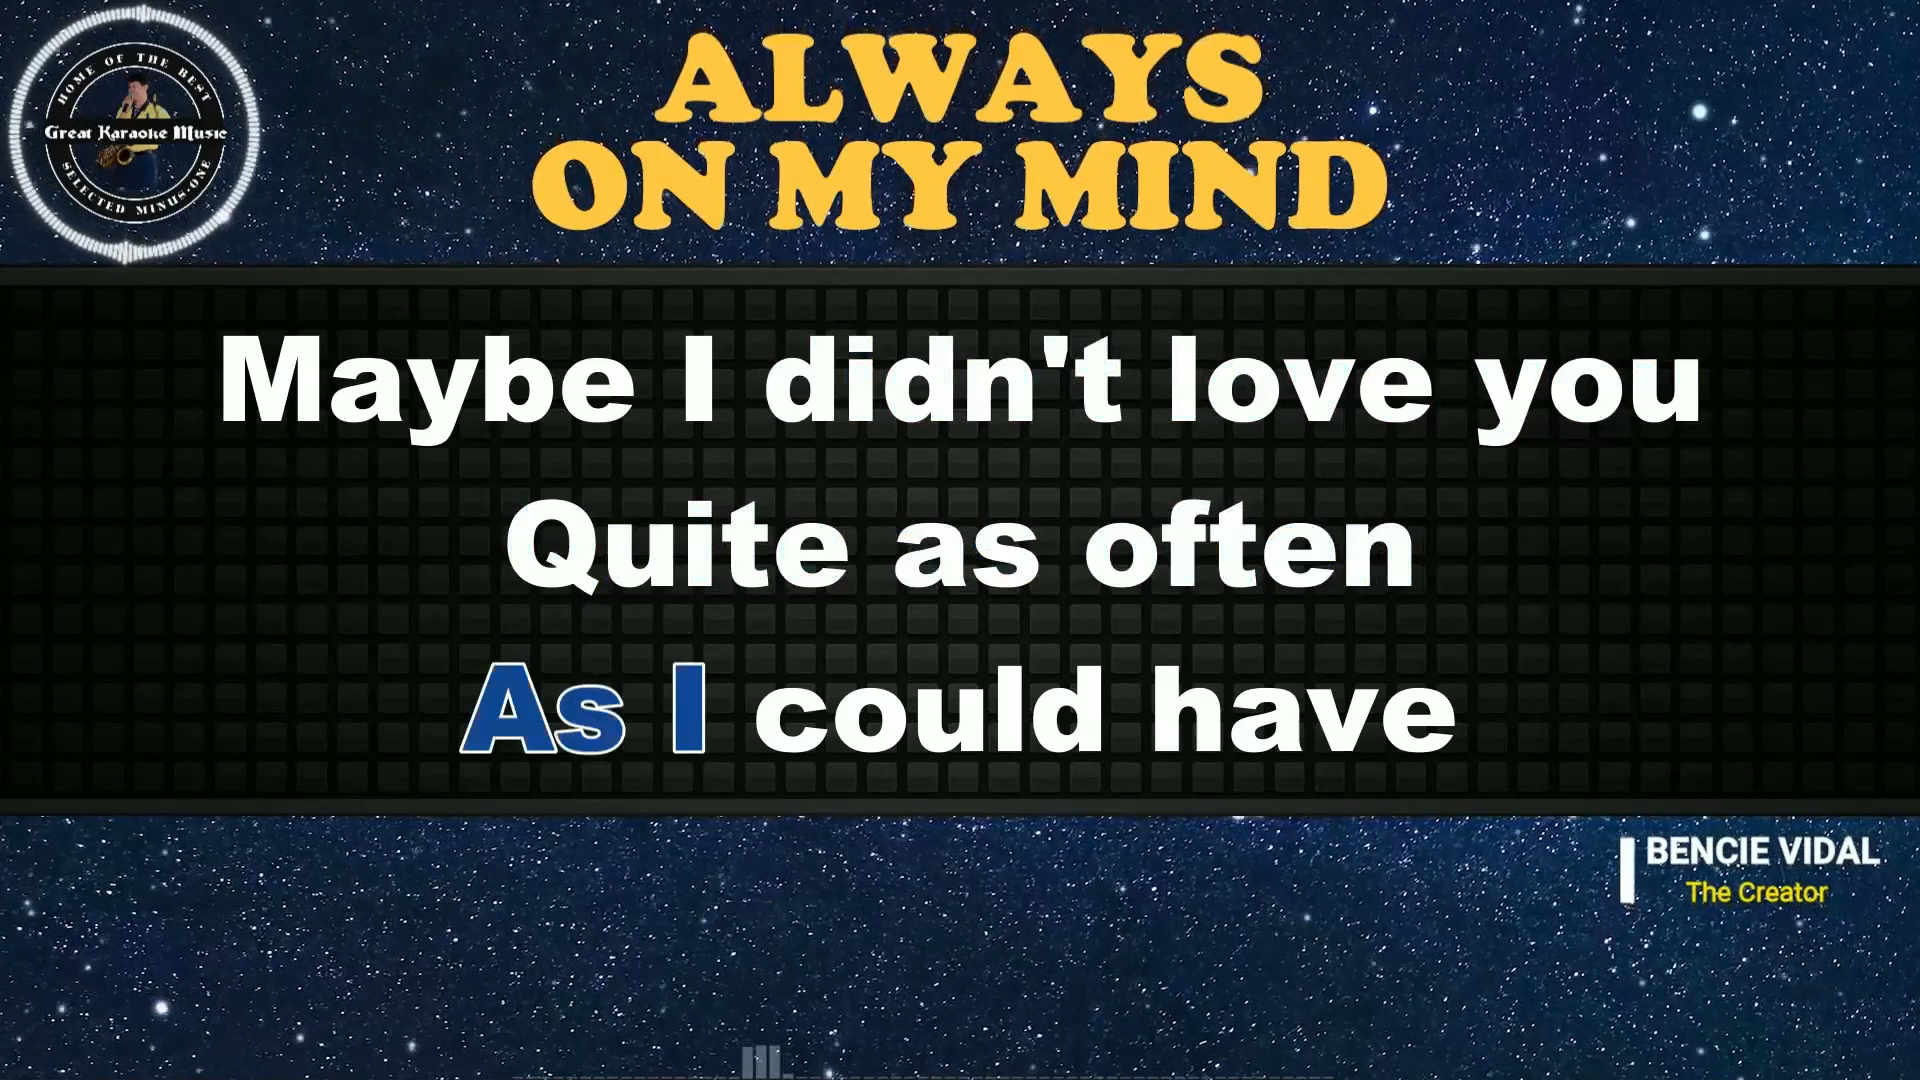 HOME OF THE BEST
Great Karaoke Music
SELECTED MINUS-ONE
ALWAYS
ON MY MIND
Maybe I didn't love you
Quite as often
As I could have
BENCIE VIDAL
The Creator